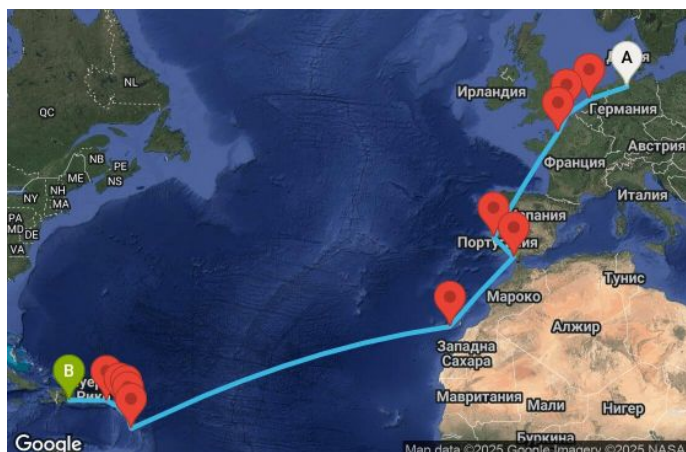 A
NL
Ирландия
QC
Германия
Австрия
NB
PE
Франция
ME
NS
NH
NY
MA
Италия
PA
MD
DE
VA
Тунис
Мароко
Западна
Сахара
Алжир
B
Мавритания
Мали
Нигер
Буркина
Google
Map data ©2025 Google Imagery ©2025 NASA